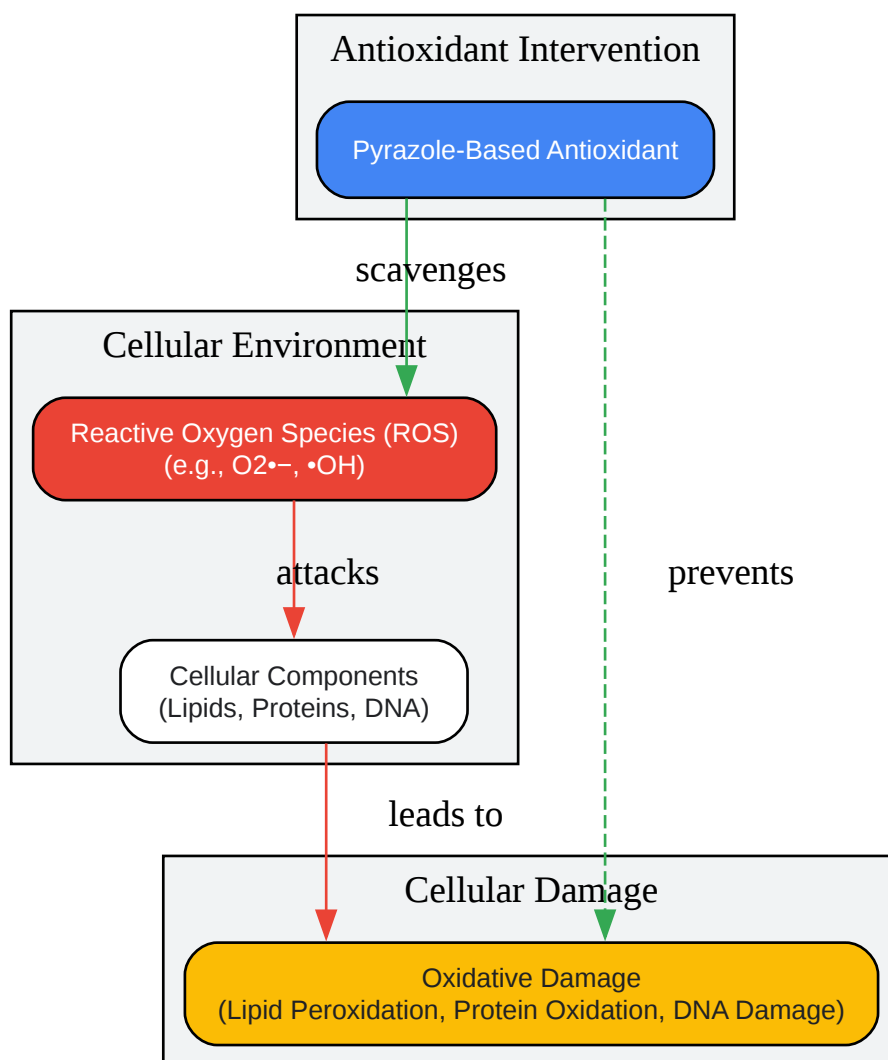 Antioxidant Intervention
Pyrazole-Based Antioxidant
scavenges
Cellular Environment
Reactive Oxygen Species (ROS)
(e.g., O2•−, •OH)
attacks
prevents
Cellular Components
(Lipids, Proteins, DNA)
leads to
Cellular Damage
Oxidative Damage
(Lipid Peroxidation, Protein Oxidation, DNA Damage)